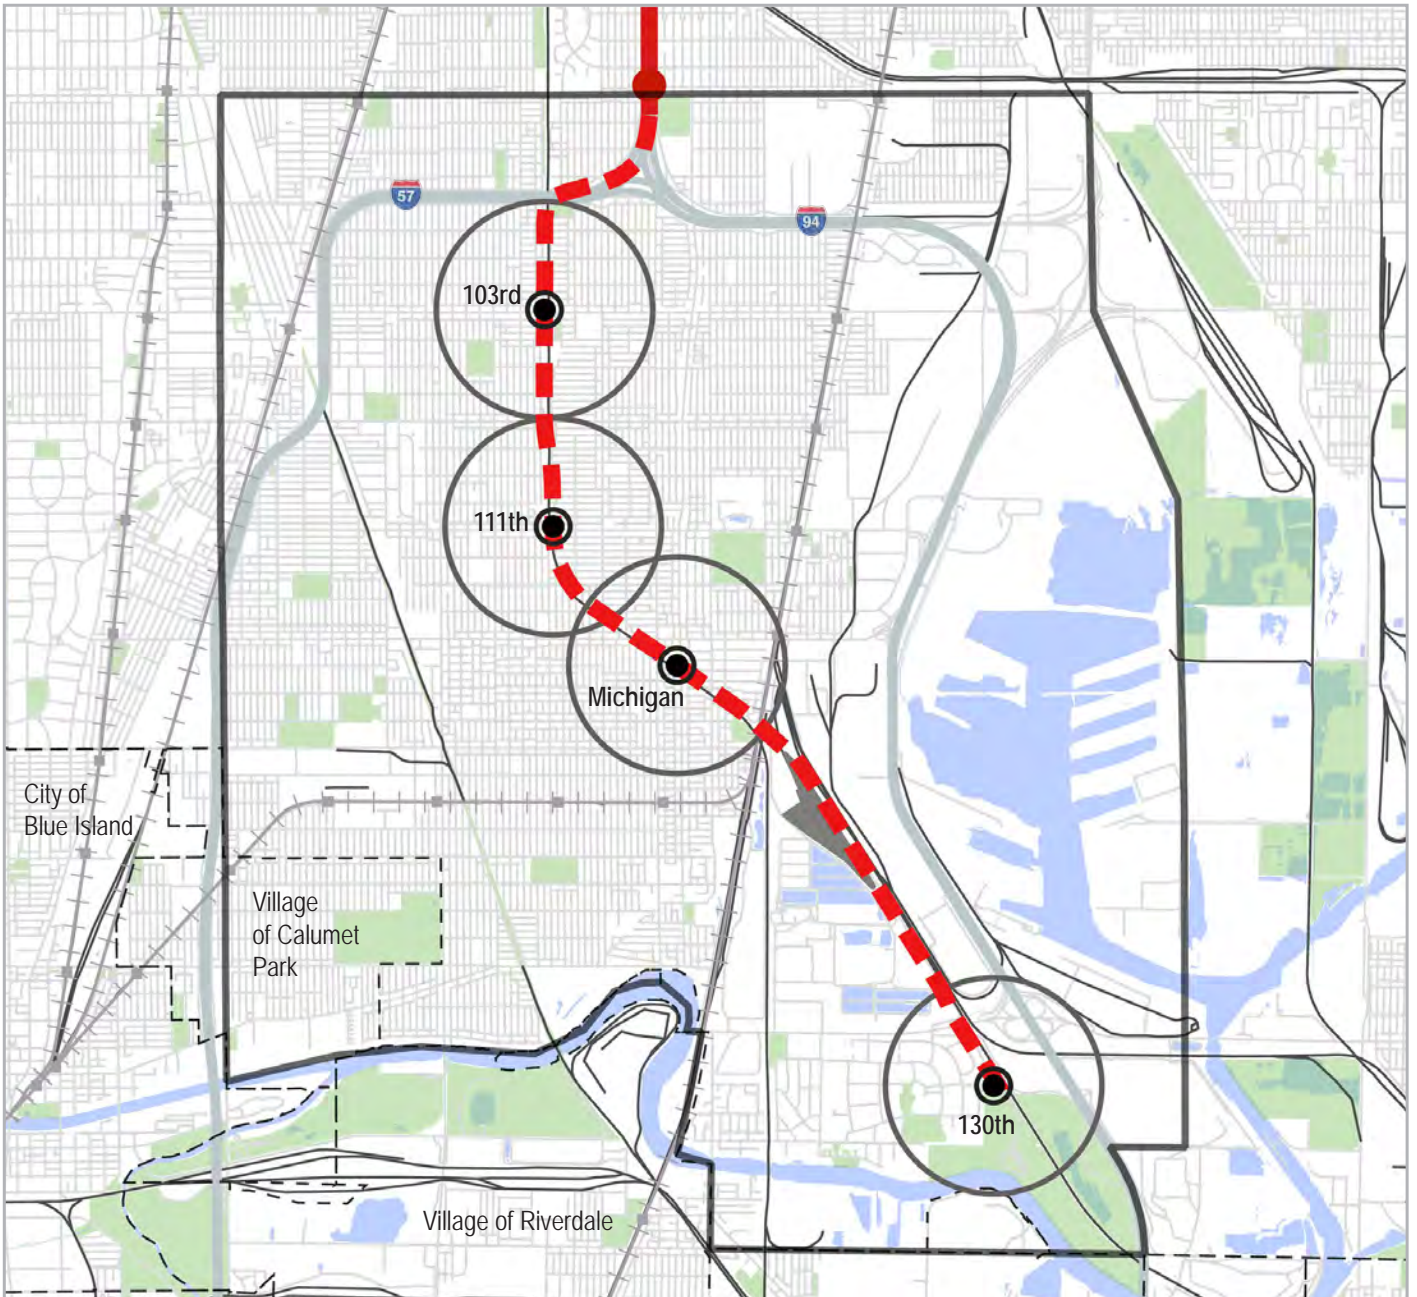 57
94
103rd
111th
Michigan
City of
Blue Island
Village
of Calumet
Park
130th
Village of Riverdale